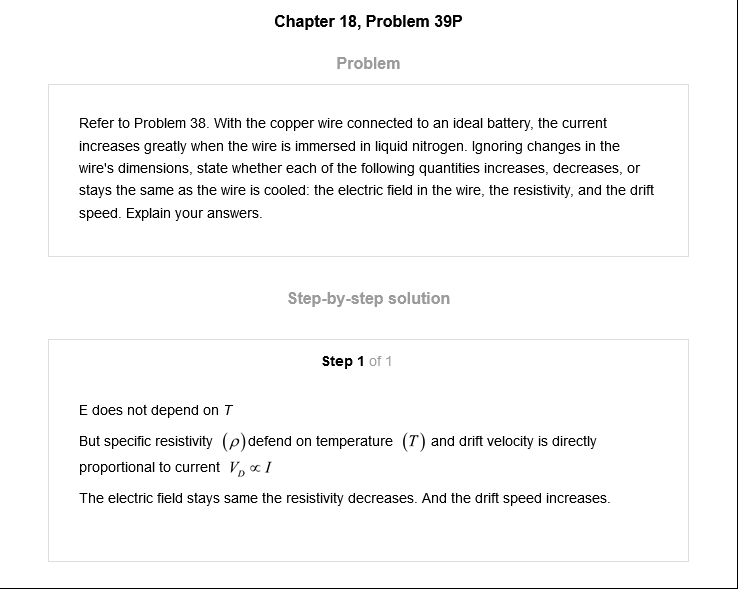 Chapter 18, Problem 39P
Problem
Refer to Problem 38. With the copper wire connected to an ideal battery, the current
increases greatly when the wire is immersed in liquid nitrogen. Ignoring changes in the
wire's dimensions, state whether each of the following quantities increases, decreases, or
stays the same as the wire is cooled: the electric field in the wire, the resistivity, and the drift
speed. Explain your answers.
Step-by-step solution
Step 1 of 1
E does not depend on T
But specific resistivity (ρ)defend on temperature (T) and drift velocity is directly
proportional to current V_D ∝ I
The electric field stays same the resistivity decreases. And the drift speed increases.